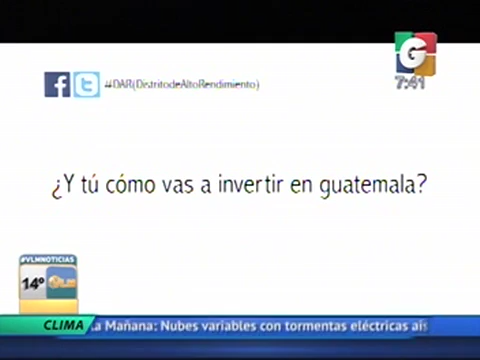 G
7:41
#DAR(DistritodeAltoRendimiento)
¿Y tú cómo vas a invertir en guatemala?
#VLMNOTICIAS
14º
CLIMA
Mañana: Nubes variables con tormentas eléctricas ais